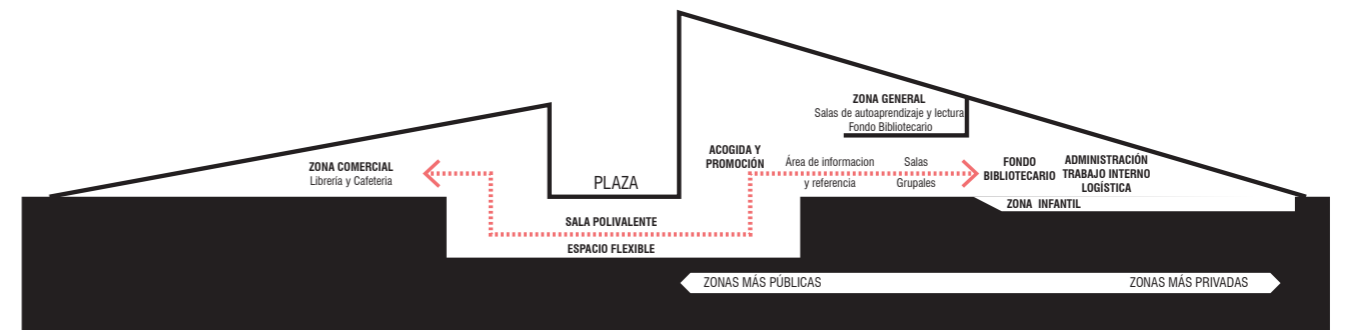 ZONA GENERAL
Salas de autoaprendizaje y lectura
Fondo Bibliotecario
ZONA COMERCIAL
Librería y Cafeteria
PLAZA
ACOGIDA Y
PROMOCIÓN
Área de informacion
y referencia
Salas
Grupales
FONDO
BIBLIOTECARIO
ADMINISTRACIÓN
TRABAJO INTERNO
LOGÍSTICA
ZONA INFANTIL
SALA POLIVALENTE
ESPACIO FLEXIBLE
ZONAS MÁS PÚBLICAS
ZONAS MÁS PRIVADAS